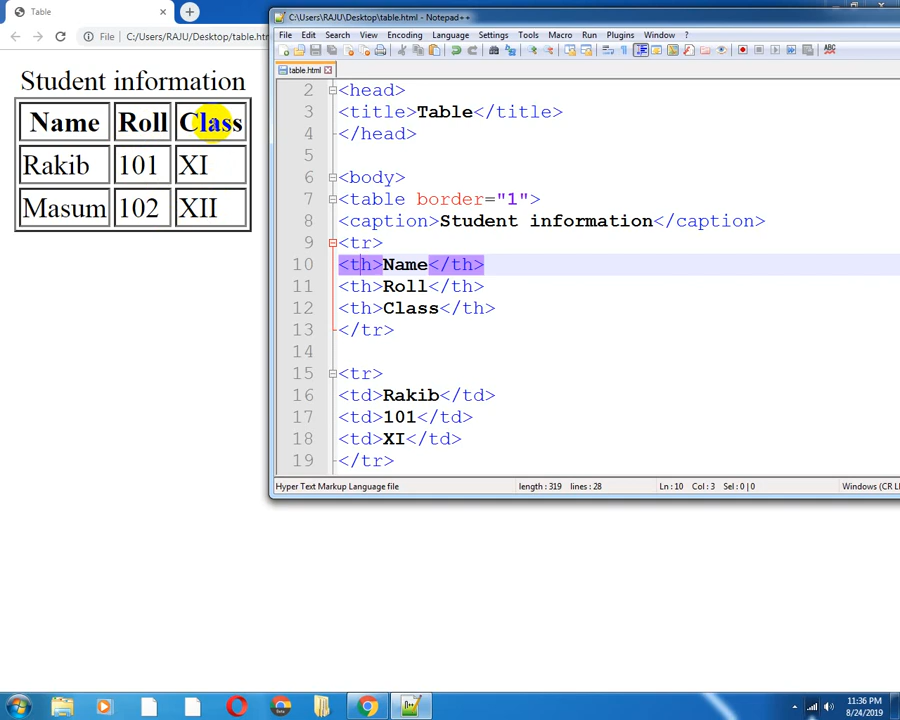 Table
File C:/Users/RAJU/Desktop/table.htm
Student information
Name Roll Class
Rakib 101 XI
Masum 102 XII
C:\Users\RAJU\Desktop\table.html - Notepad++
File Edit Search View Encoding Language Settings Tools Macro Run Plugins Window ?
table.html
2 <head>
3 <title>Table</title>
4 </head>
5
6 <body>
7 <table border="1">
8 <caption>Student information</caption>
9 <tr>
10 <th>Name</th>
11 <th>Roll</th>
12 <th>Class</th>
13 </tr>
14
15 <tr>
16 <td>Rakib</td>
17 <td>101</td>
18 <td>XI</td>
19 </tr>
Hyper Text Markup Language file length : 319 lines : 28 Ln : 10 Col : 3 Sel : 0 | 0 Windows (CR L
11:36 PM
8/24/2019